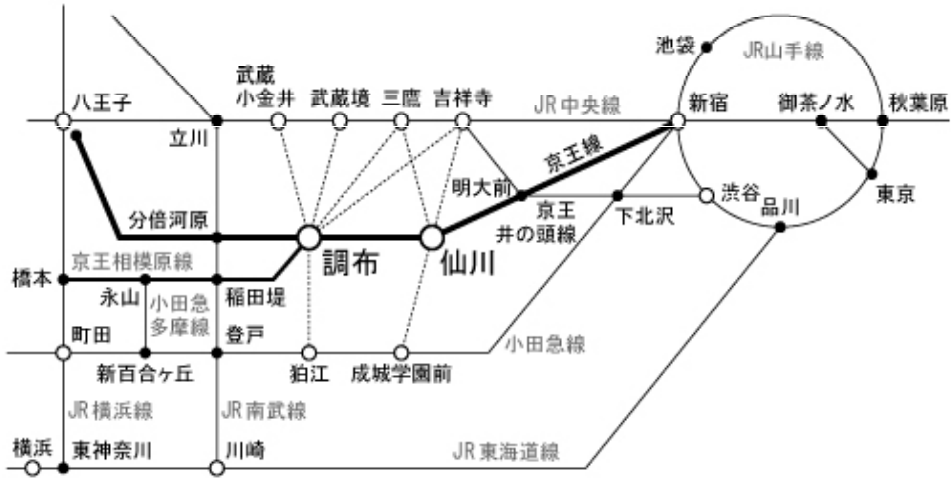 池袋
JR山手線
八王子
武蔵
小金井
武蔵境
三鷹
吉祥寺
JR中央線
新宿
御茶ノ水
秋葉原
立川
京王線
明大前
京王
井の頭線
下北沢
渋谷
品川
東京
分倍河原
調布
仙川
京王相模原線
橋本
永山
小田急
多摩線
稲田堤
町田
登戸
新百合ヶ丘
狛江
成城学園前
小田急線
JR横浜線
JR南武線
横浜
東神奈川
川崎
JR東海道線